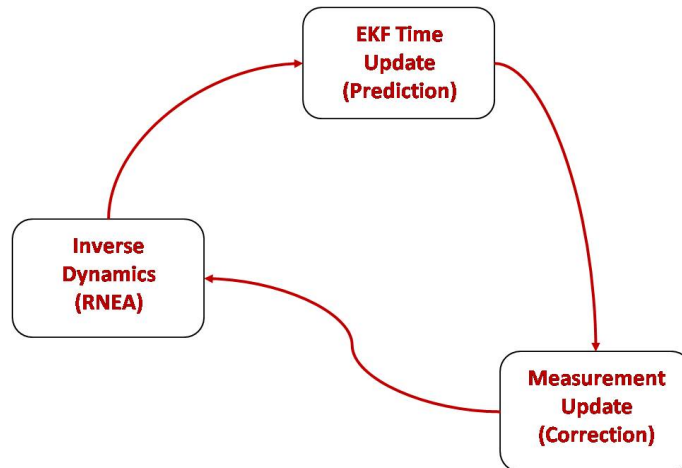 EKF Time
Update
(Prediction)
Inverse
Dynamics
(RNEA)
Measurement
Update
(Correction)